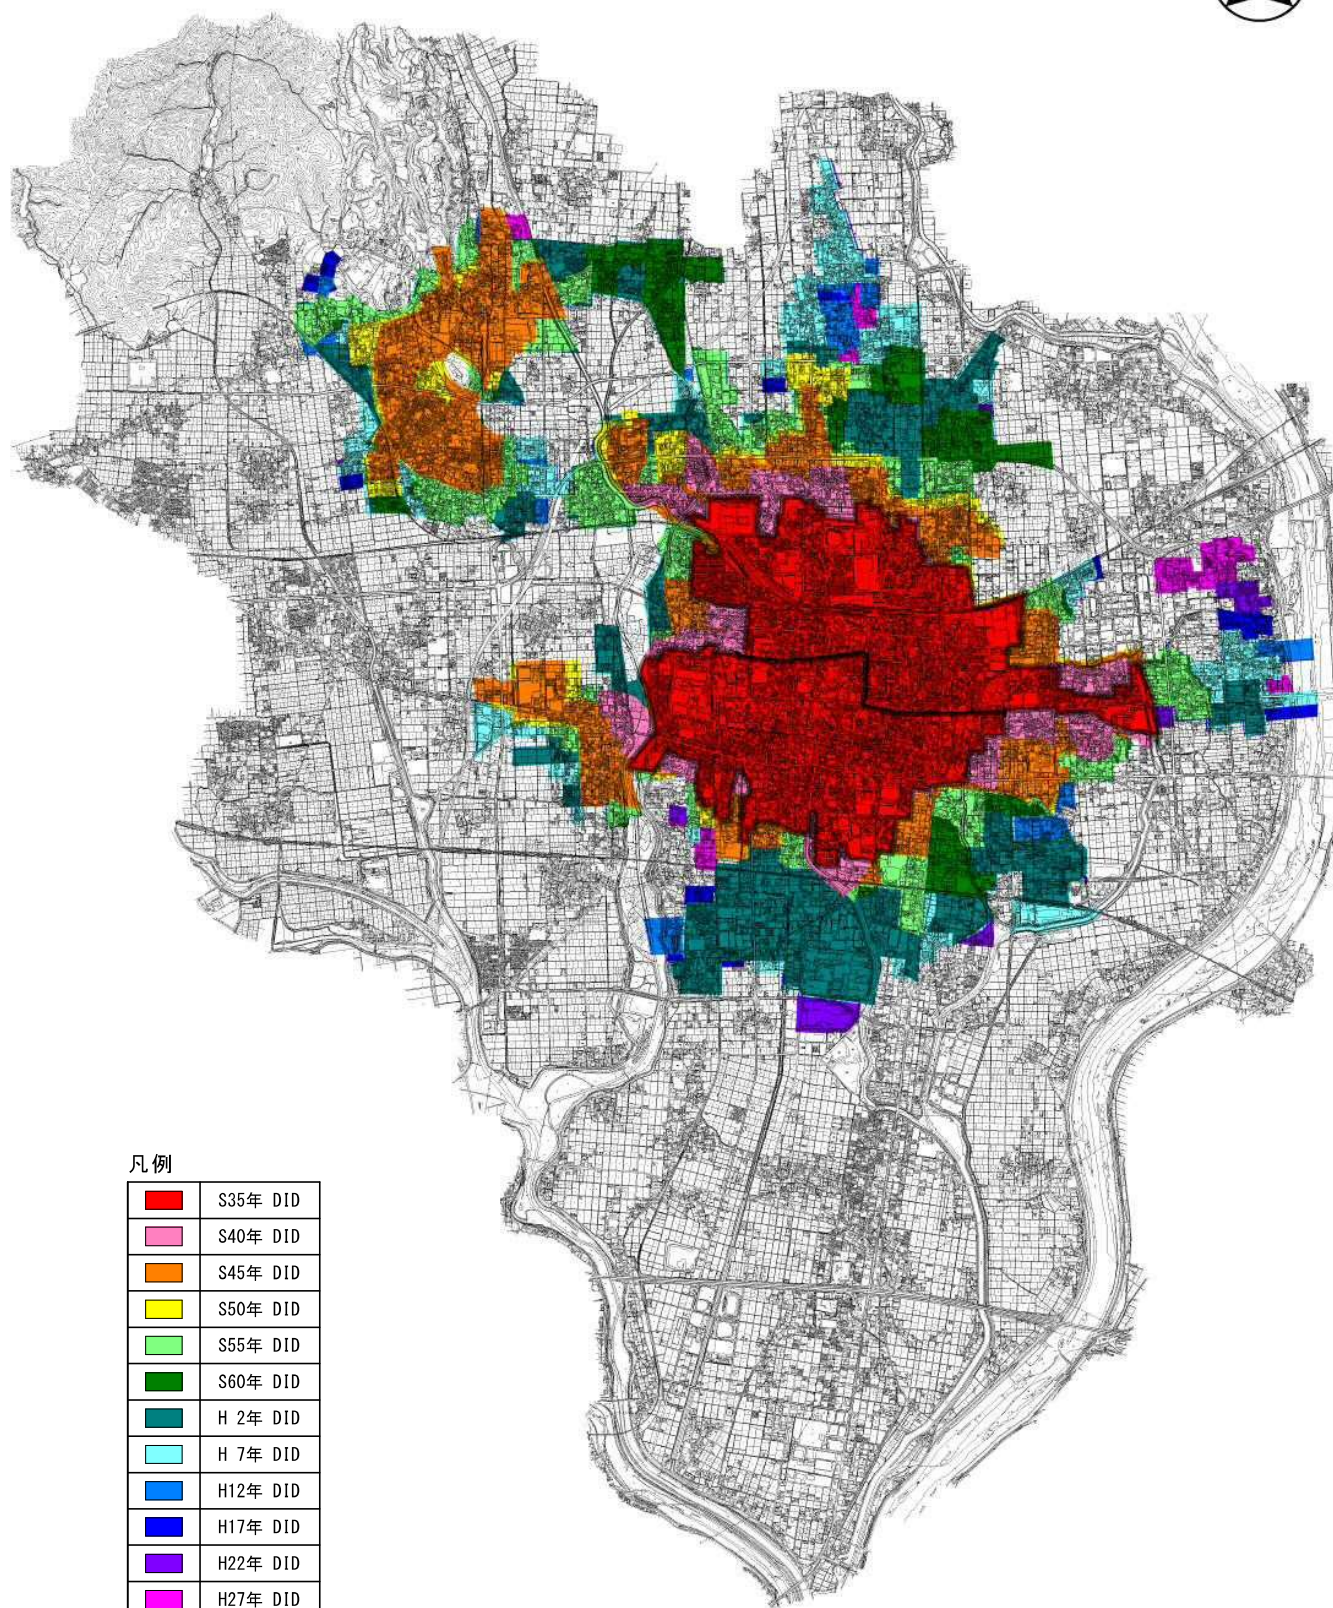 凡例
S35年 DID
S40年 DID
S45年 DID
S50年 DID
S55年 DID
S60年 DID
H 2年 DID
H 7年 DID
H12年 DID
H17年 DID
H22年 DID
H27年 DID